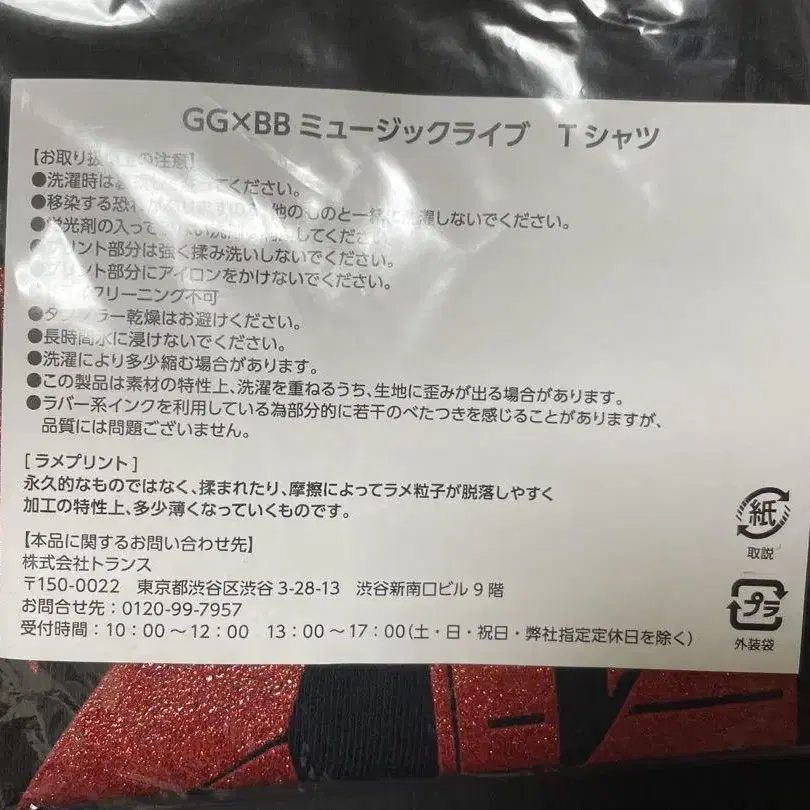 GG×BB ミュージックライブ Tシャツ
【お取り扱い上の注意】
●洗濯時は ください。
●移染する恐れがありますので、他のものと一緒に洗濯しないでください。
●蛍光剤の入って してください。
●プリント部分は強く揉み洗いしないでください。
●プリント部分にアイロンをかけないでください。
クリーニング不可
●タンブラー乾燥はお避けください。
●長時間水に浸けないでください。
●洗濯により多少縮む場合があります。
●この製品は素材の特性上、洗濯を重ねるうち、生地に歪みが出る場合があります。
●ラバー系インクを利用している為部分的に若干のべたつきを感じることがありますが、
品質には問題ございません。
[ラメプリント]
永久的なものではなく、揉まれたり、摩擦によってラメ粒子が脱落しやすく
加工の特性上、多少薄くなっていくものです。
【本品に関するお問い合わせ先】
株式会社トランス
〒150-0022 東京都渋谷区渋谷3-28-13 渋谷新南口ビル9階
お問合せ先：0120-99-7957
受付時間：10：00～12：00 13：00～17：00(土・日・祝日・弊社指定定休日を除く)
紙
取説
プラ
外装袋